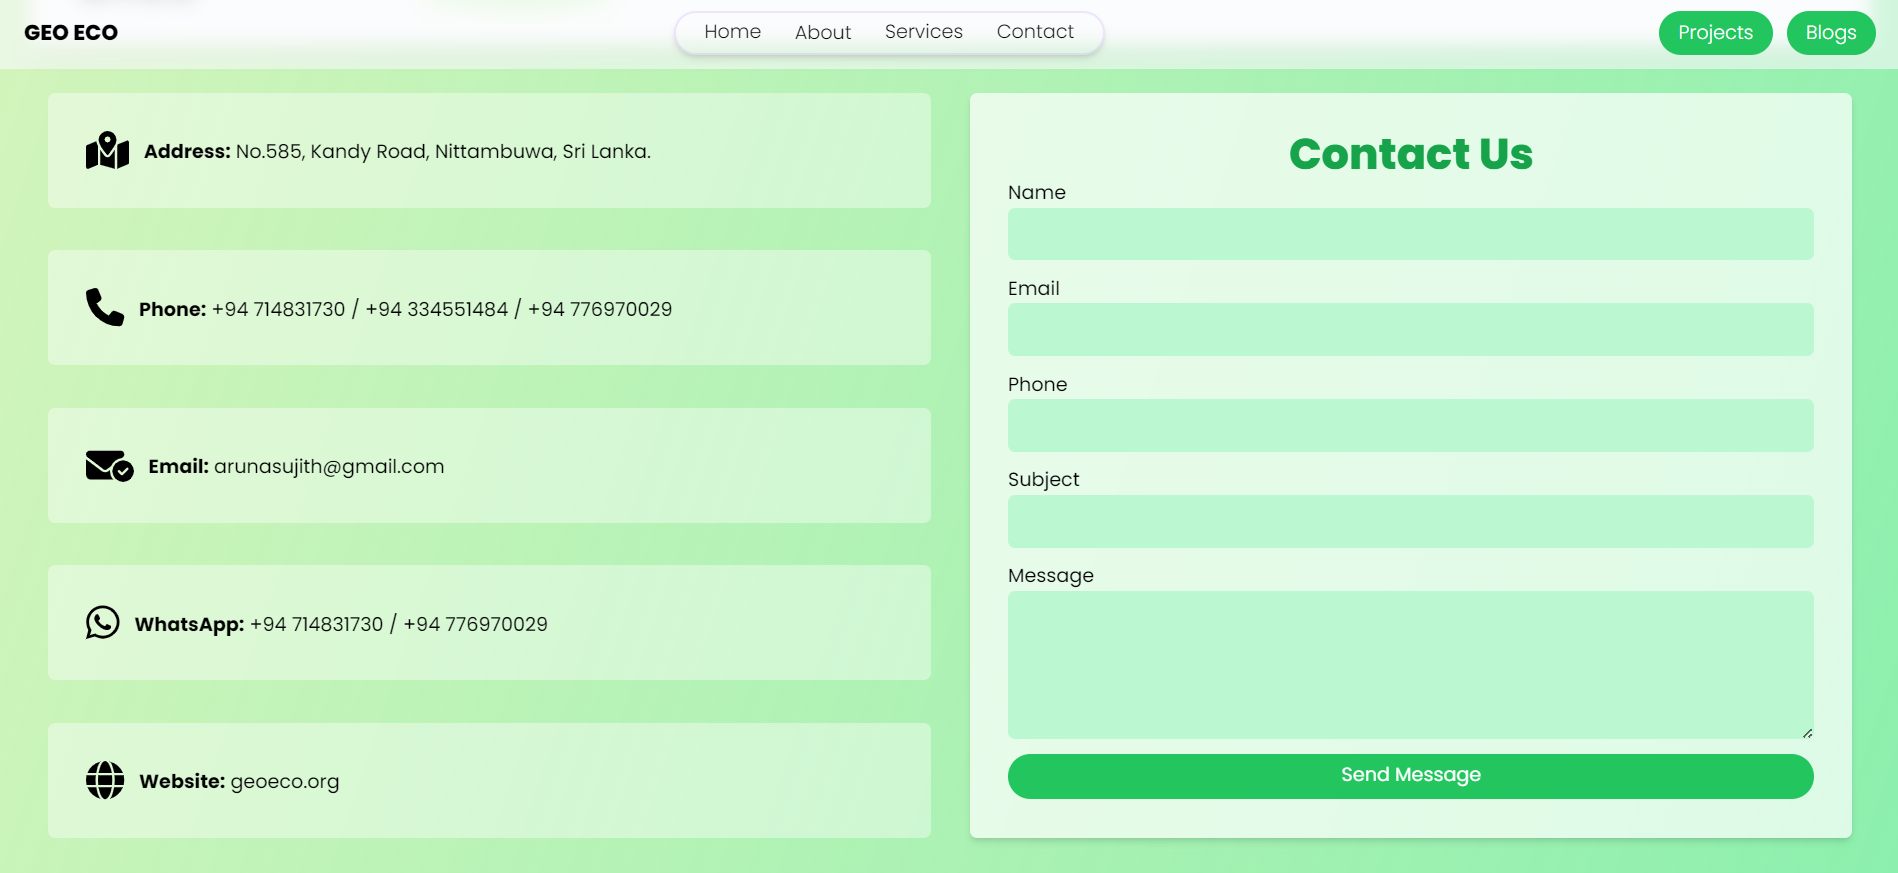 GEO ECO
Home About Services Contact
Projects Blogs
Address: No.585, Kandy Road, Nittambuwa, Sri Lanka.
Phone: +94 714831730 / +94 334551484 / +94 776970029
Email: arunasujith@gmail.com
WhatsApp: +94 714831730 / +94 776970029
Website: geoeco.org
Contact Us
Name
Email
Phone
Subject
Message
Send Message